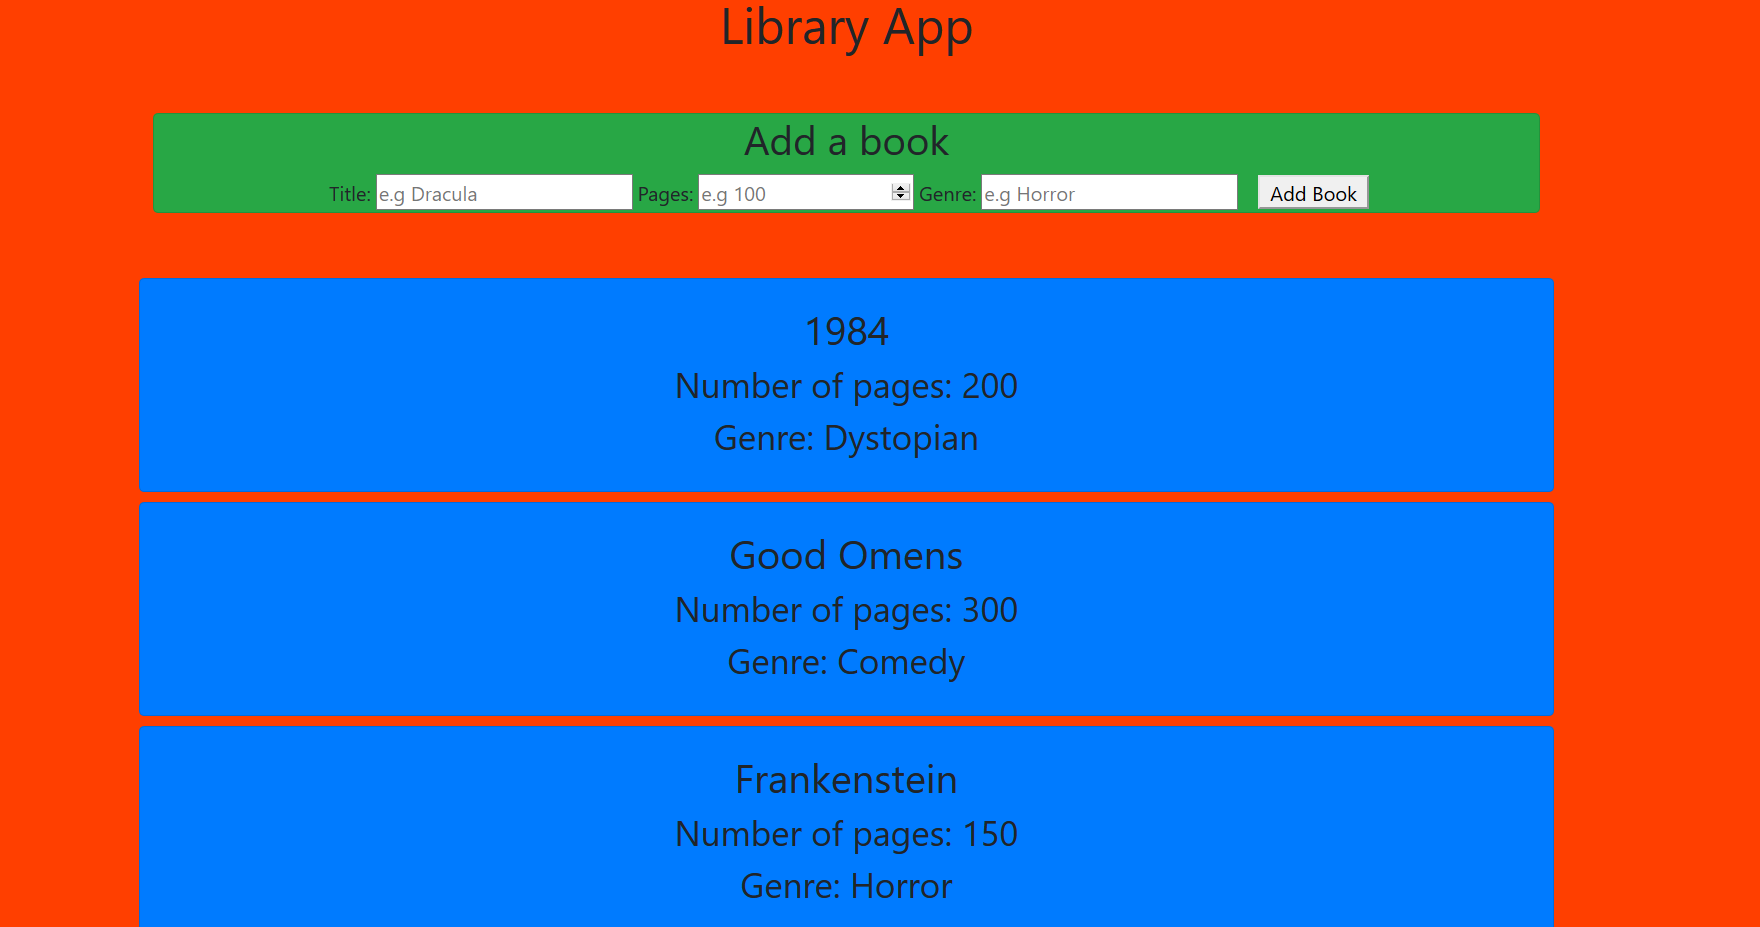 Library App
Add a book
Title: e.g Dracula Pages: e.g 100 Genre: e.g Horror Add Book
1984
Number of pages: 200
Genre: Dystopian
Good Omens
Number of pages: 300
Genre: Comedy
Frankenstein
Number of pages: 150
Genre: Horror